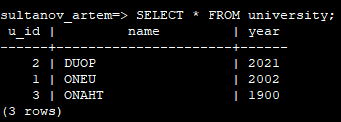 sultanov_artem=> SELECT * FROM university;
 u_id |          name          | year
------+------------------------+------
    2 | DUOP                   | 2021
    1 | ONEU                   | 2002
    3 | ONAHT                  | 1900
(3 rows)